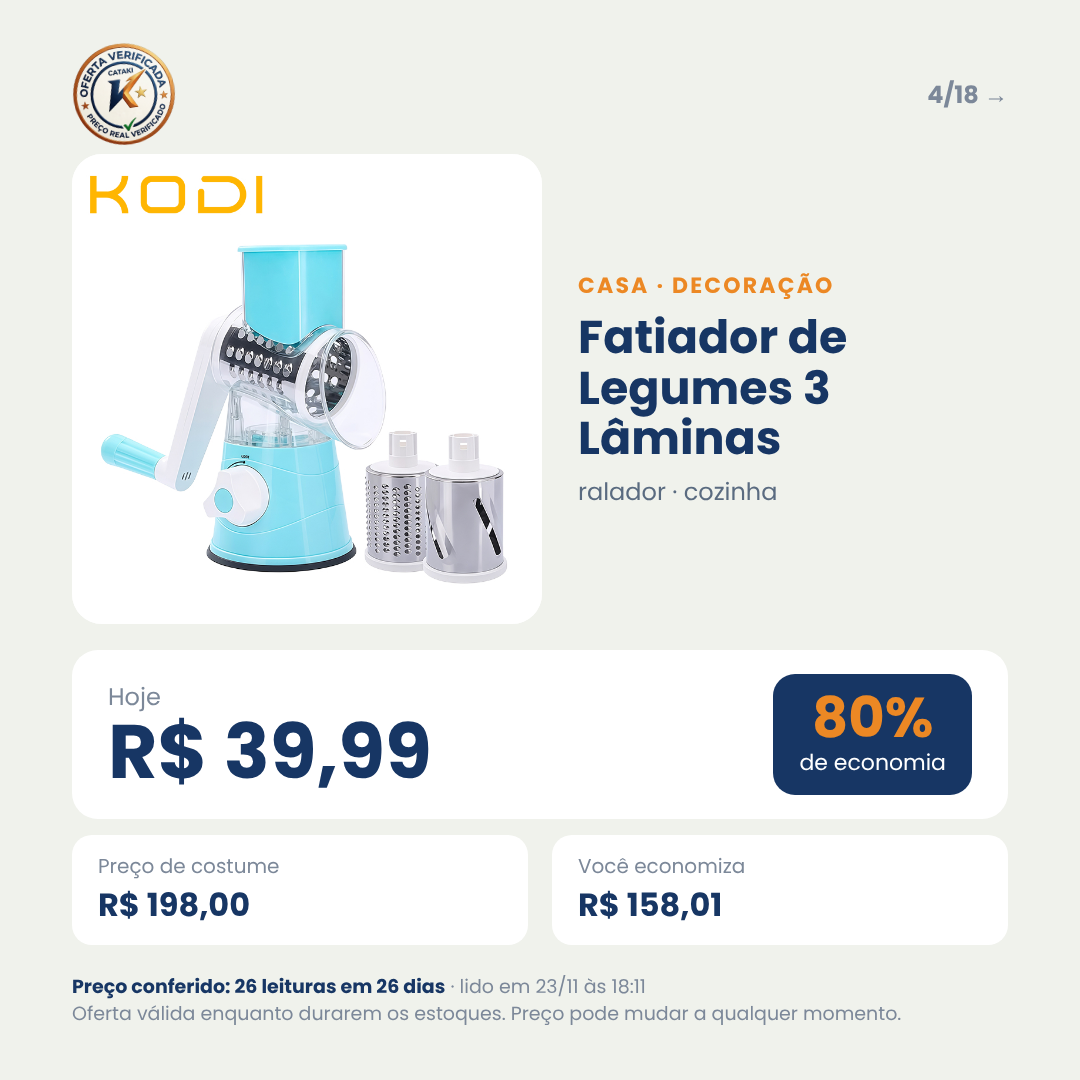 OFERTA VERIFICADA
CATAKI
K
PREÇO REAL VERIFICADO
4/18 →
KODI
CASA · DECORAÇÃO
Fatiador de
Legumes 3
Lâminas
ralador · cozinha
Hoje
R$ 39,99
80%
de economia
Preço de costume
R$ 198,00
Você economiza
R$ 158,01
Preço conferido: 26 leituras em 26 dias · lido em 23/11 às 18:11
Oferta válida enquanto durarem os estoques. Preço pode mudar a qualquer momento.